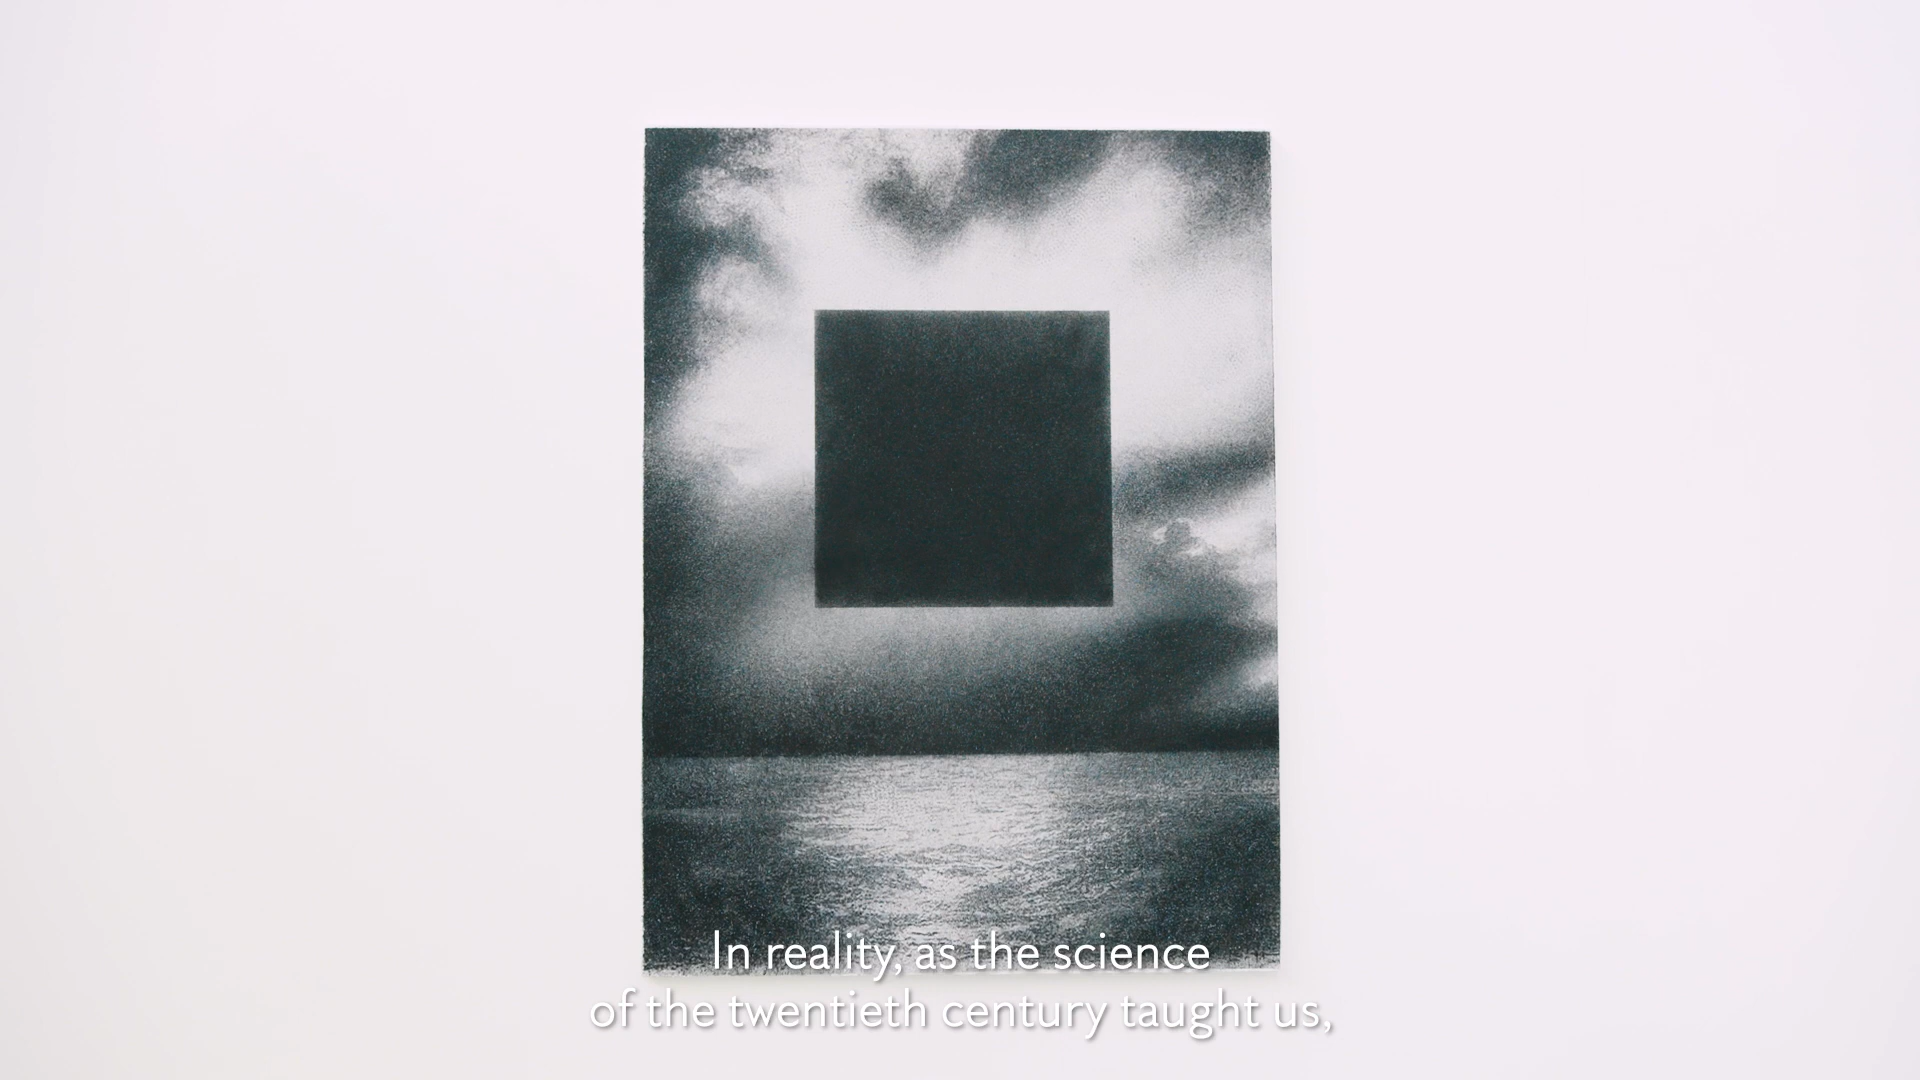 In reality, as the science
of the twentieth century taught us,